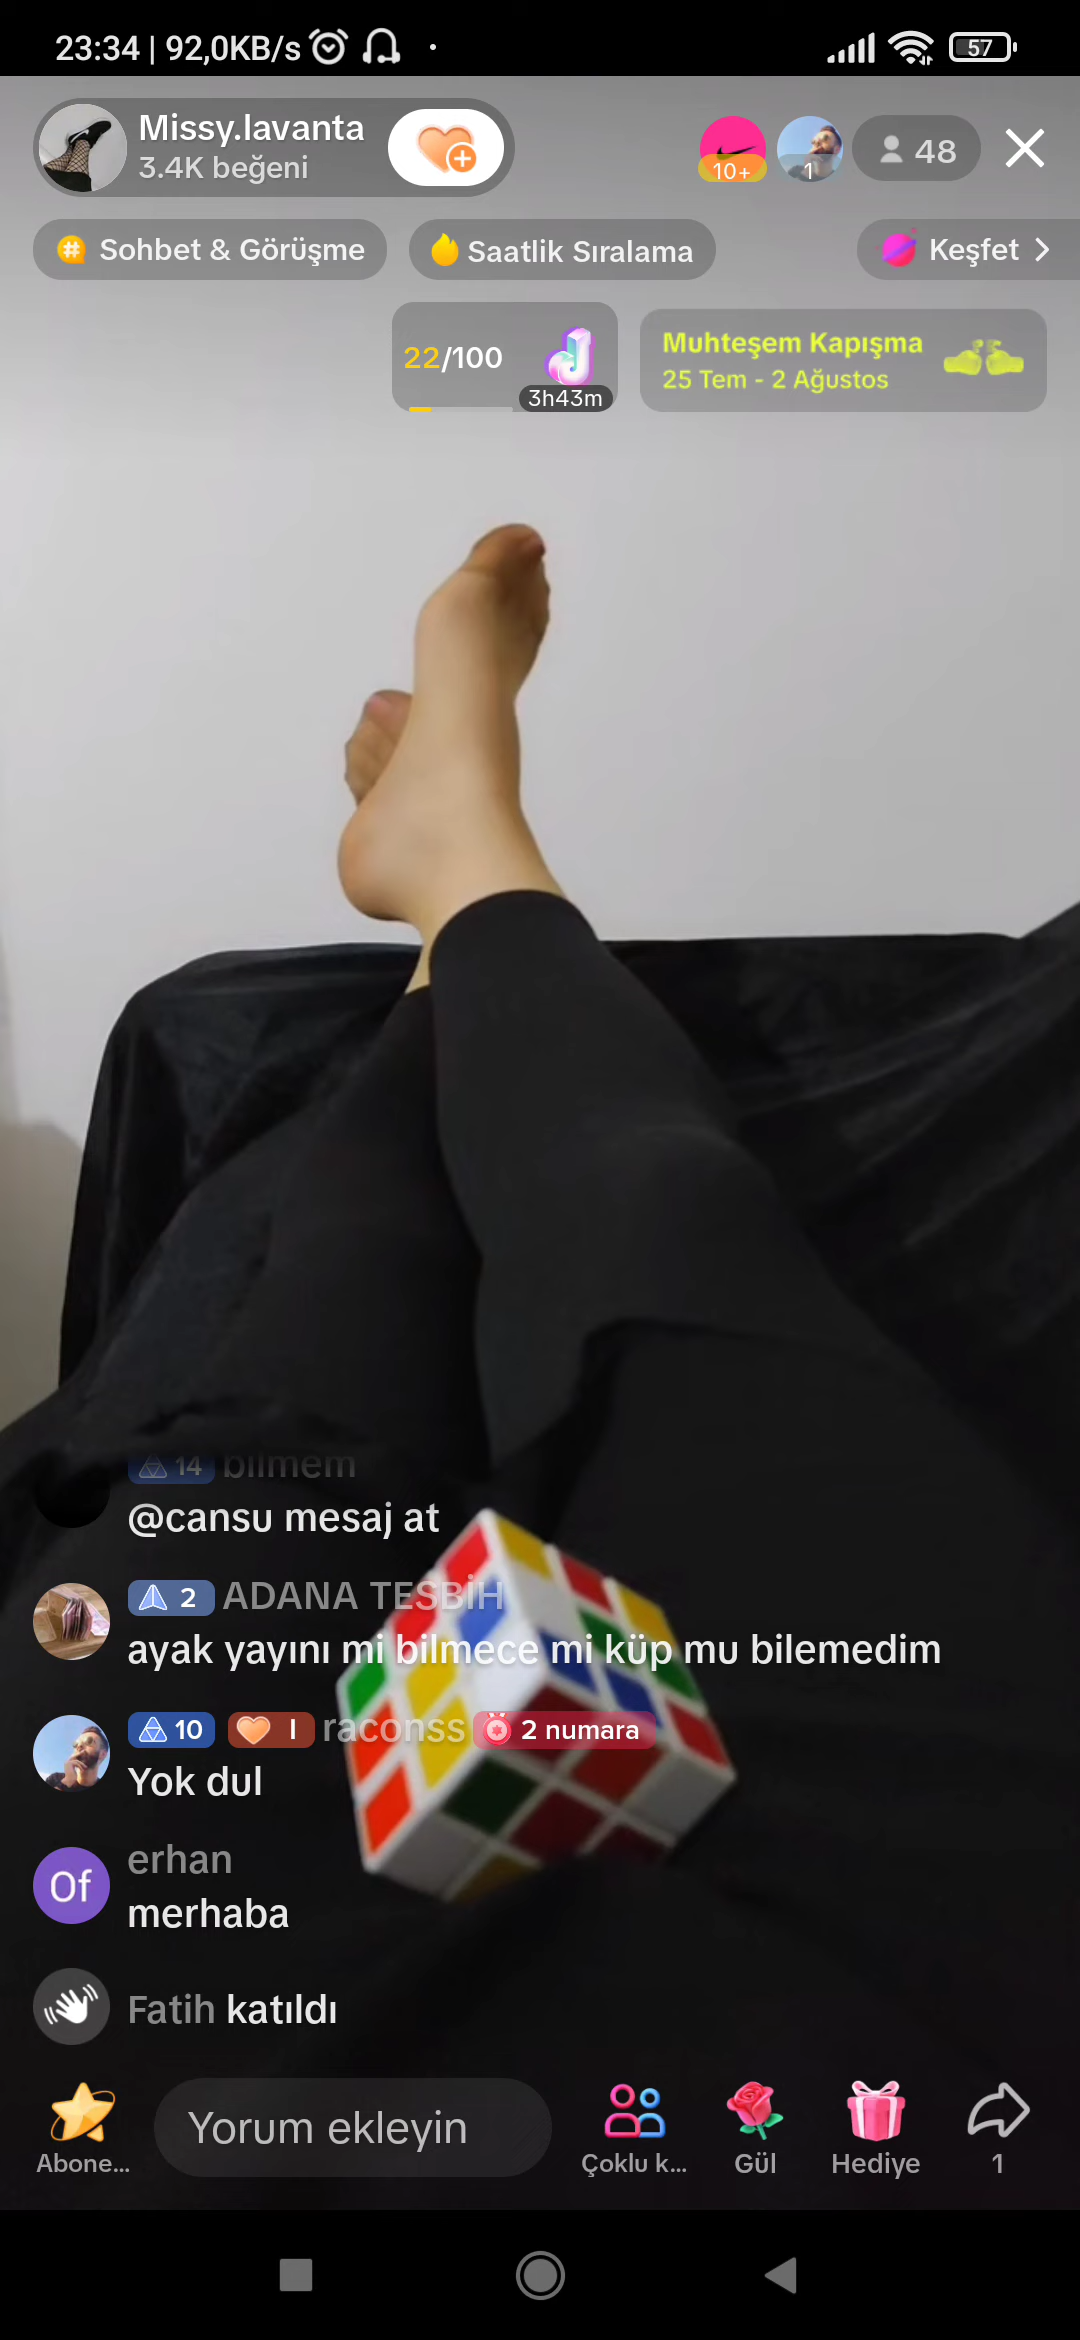 23:34 | 92,0KB/s
57
Missy.lavanta
3.4K beğeni
10+
1
48
Sohbet & Görüşme
Saatlik Sıralama
Keşfet
22/100
3h43m
Muhteşem Kapışma
25 Tem - 2 Ağustos
14 bilmem
@cansu mesaj at
2 ADANA TESBİH
ayak yayını mi bilmece mi küp mu bilemedim
10 I raconss 2 numara
Yok dul
Of
erhan
merhaba
Fatih katıldı
Abone...
Yorum ekleyin
Çoklu k...
Gül
Hediye
1